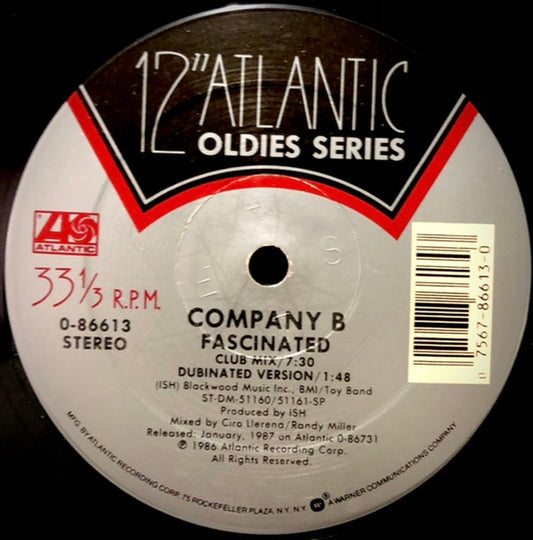 12" ATLANTIC
OLDIES SERIES
ATLANTIC
33 1/3 R.P.M.
0-86613
STEREO
0 7567-86613-0
COMPANY B
FASCINATED
CLUB MIX/7:30
DUBINATED VERSION/1:48
(ISH) Blackwood Music Inc., BMI/Toy Band
ST-DM-51160/51161-SP
Produced by ISH
Mixed by Ciro Llerena/Randy Miller
Released: January, 1987 on Atlantic 0-86731
℗ 1986 Atlantic Recording Corp.
All Rights Reserved.
MFG. BY ATLANTIC RECORDING CORP. 75 ROCKEFELLER PLAZA, N.Y. N.Y. A WARNER COMMUNICATIONS COMPANY